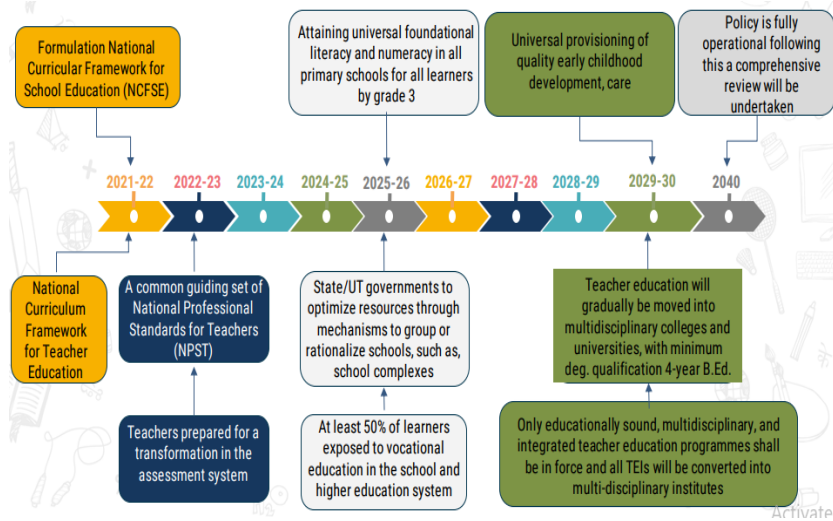 Formulation National
Curricular Framework for
School Education (NCFSE)
Attaining universal foundational
literacy and numeracy in all
primary schools for all learners
by grade 3
Universal provisioning of
quality early childhood
development, care
Policy is fully
operational following
this a comprehensive
review will be
undertaken
2021-22
2022-23
2023-24
2024-25
2025-26
2026-27
2027-28
2028-29
2029-30
2040
National
Curriculum
Framework
for Teacher
Education
A common guiding set of
National Professional
Standards for Teachers
(NPST)
State/UT governments to
optimize resources through
mechanisms to group or
rationalize schools, such as,
school complexes
Teacher education will
gradually be moved into
multidisciplinary colleges and
universities, with minimum
deg. qualification 4-year B.Ed.
Teachers prepared for a
transformation in the
assessment system
At least 50% of learners
exposed to vocational
education in the school and
higher education system
Only educationally sound, multidisciplinary, and
integrated teacher education programmes shall
be in force and all TEIs will be converted into
multi-disciplinary institutes
Activate